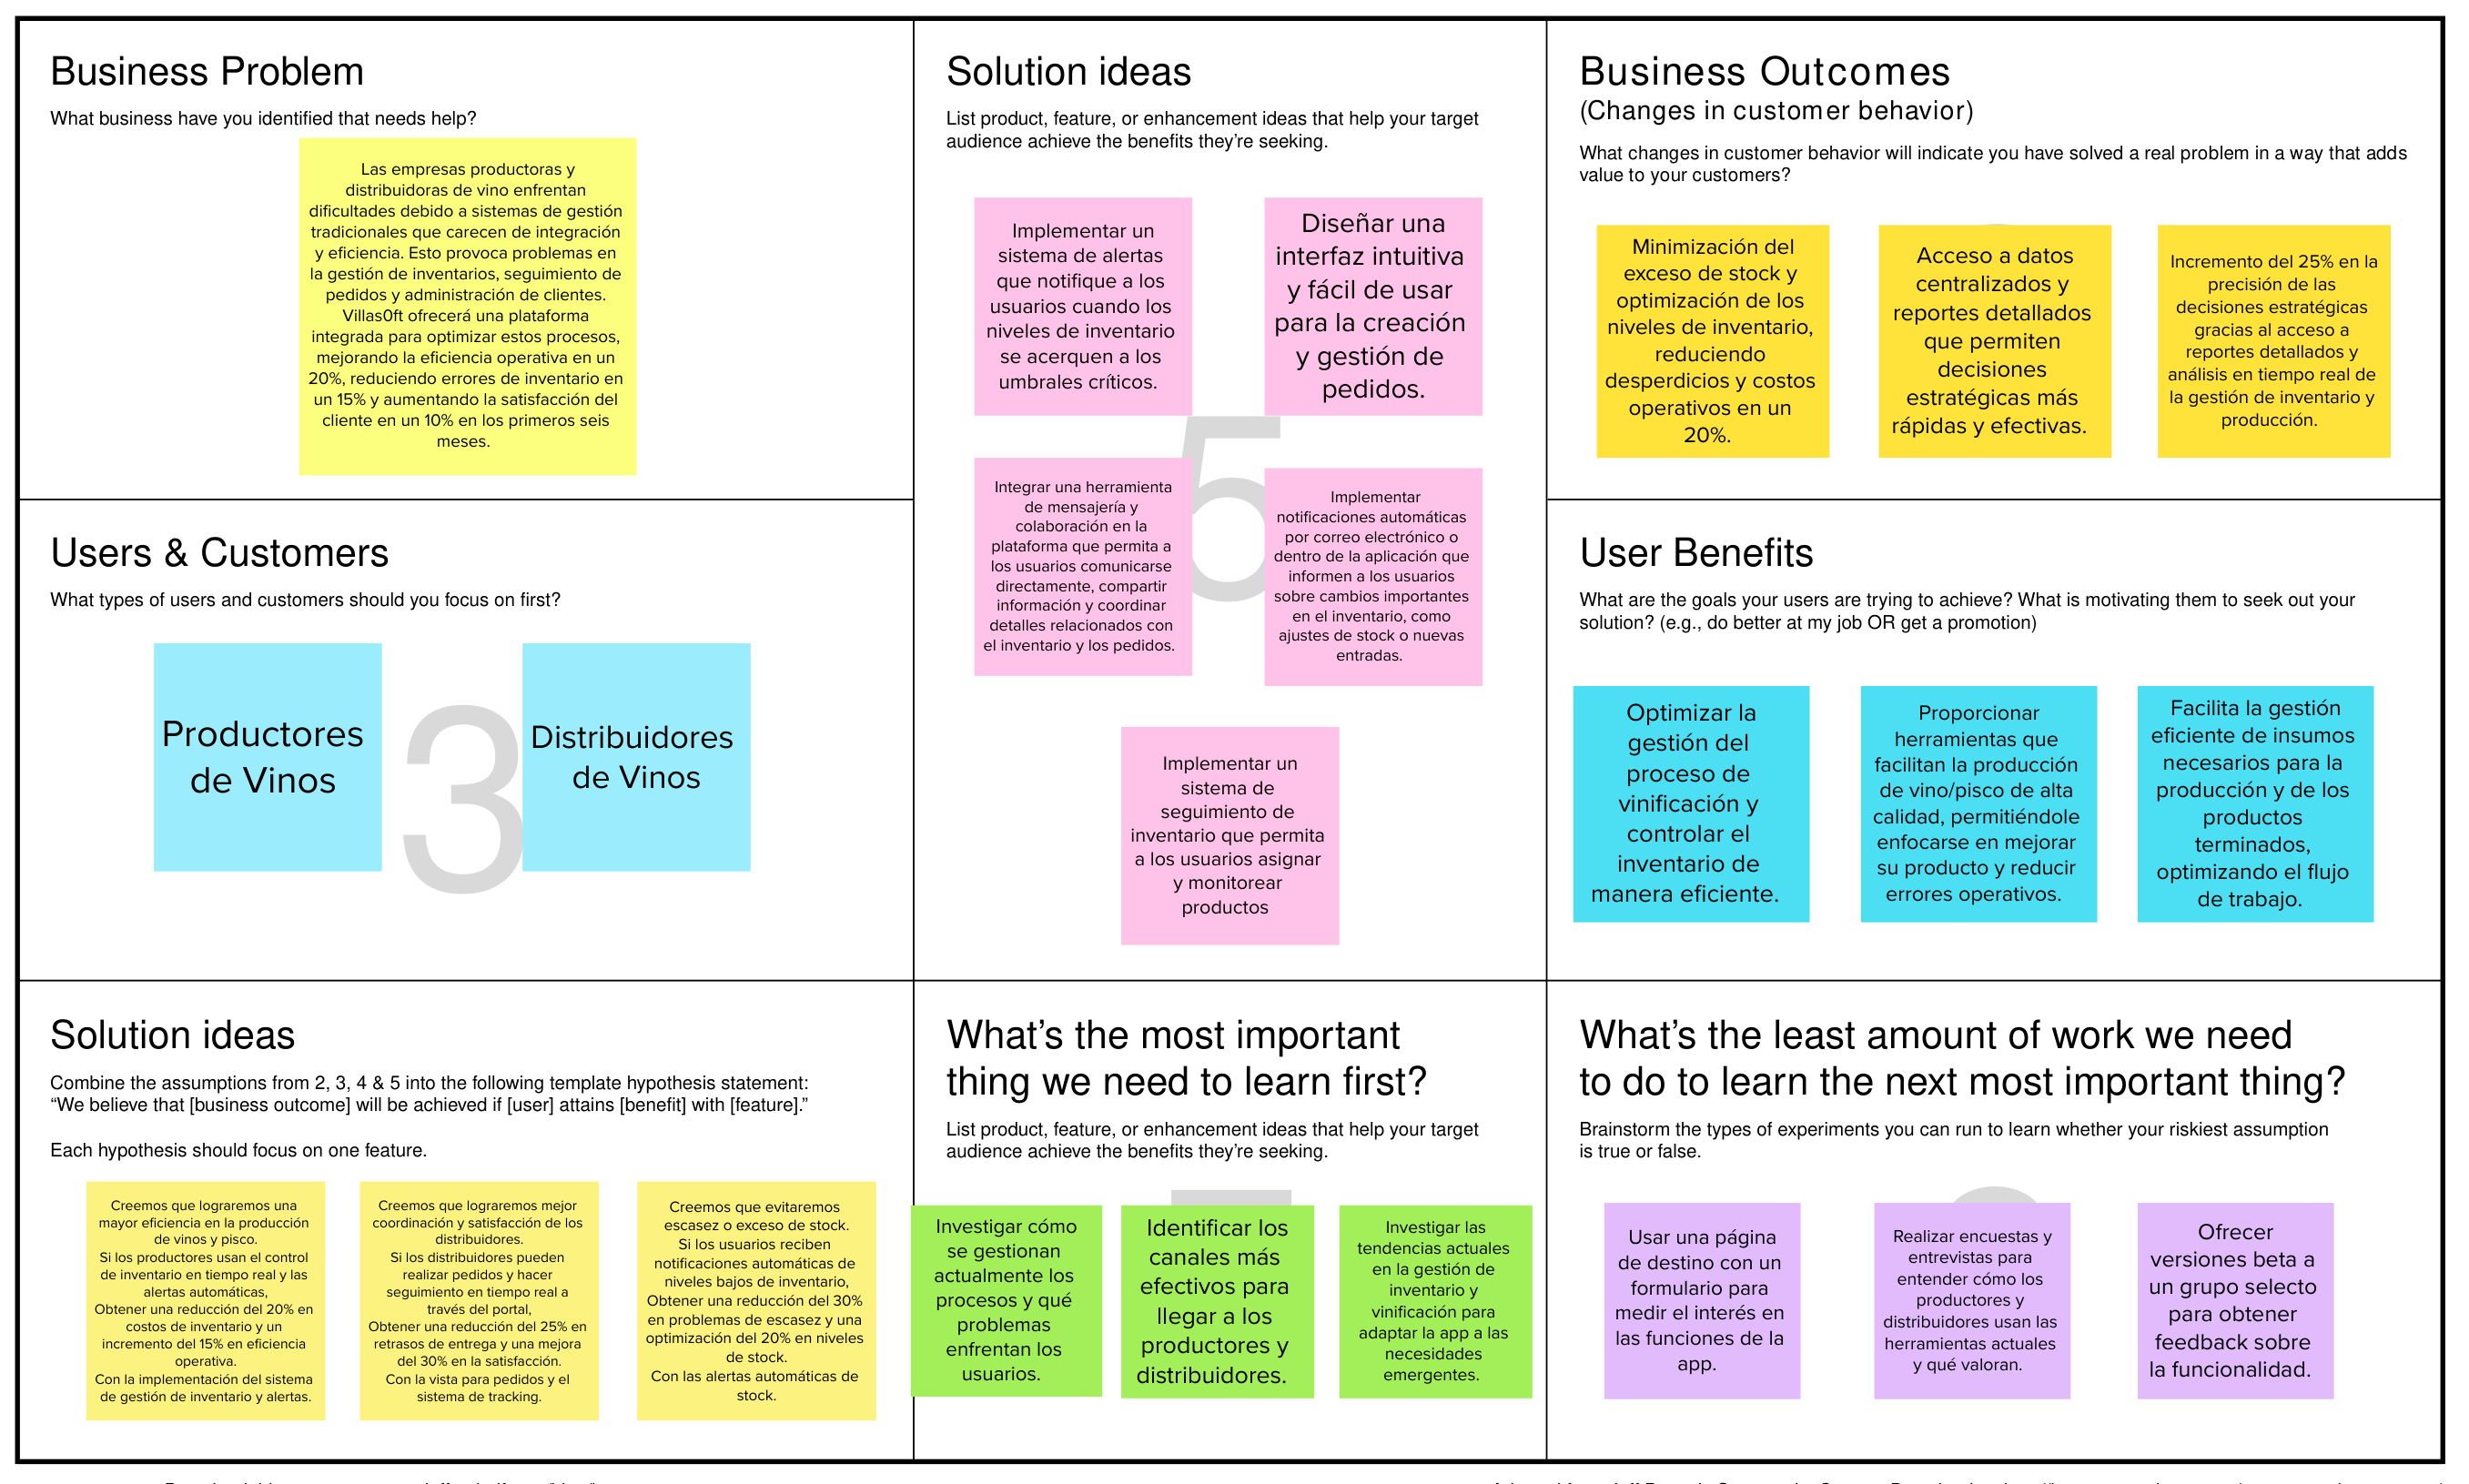 Business Problem
What business have you identified that needs help?
Las empresas productoras y
distribuidoras de vino enfrentan
dificultades debido a sistemas de gestión
tradicionales que carecen de integración
y eficiencia. Esto provoca problemas en
la gestión de inventarios, seguimiento de
pedidos y administración de clientes.
Villas0ft ofrecerá una plataforma
integrada para optimizar estos procesos,
mejorando la eficiencia operativa en un
20%, reduciendo errores de inventario en
un 15% y aumentando la satisfacción del
cliente en un 10% en los primeros seis
meses.
Users & Customers
What types of users and customers should you focus on first?
Productores
de Vinos
3
Distribuidores
de Vinos
Solution ideas
List product, feature, or enhancement ideas that help your target
audience achieve the benefits they’re seeking.
Implementar un
sistema de alertas
que notifique a los
usuarios cuando los
niveles de inventario
se acerquen a los
umbrales críticos.
Diseñar una
interfaz intuitiva
y fácil de usar
para la creación
y gestión de
pedidos.
5
Integrar una herramienta
de mensajería y
colaboración en la
plataforma que permita a
los usuarios comunicarse
directamente, compartir
información y coordinar
detalles relacionados con
el inventario y los pedidos.
Implementar
notificaciones automáticas
por correo electrónico o
dentro de la aplicación que
informen a los usuarios
sobre cambios importantes
en el inventario, como
ajustes de stock o nuevas
entradas.
Implementar un
sistema de
seguimiento de
inventario que permita
a los usuarios asignar
y monitorear
productos
Business Outcomes
(Changes in customer behavior)
What changes in customer behavior will indicate you have solved a real problem in a way that adds
value to your customers?
Minimización del
exceso de stock y
optimización de los
niveles de inventario,
reduciendo
desperdicios y costos
operativos en un
20%.
Acceso a datos
centralizados y
reportes detallados
que permiten
decisiones
estratégicas más
rápidas y efectivas.
Incremento del 25% en la
precisión de las
decisiones estratégicas
gracias al acceso a
reportes detallados y
análisis en tiempo real de
la gestión de inventario y
producción.
User Benefits
What are the goals your users are trying to achieve? What is motivating them to seek out your
solution? (e.g., do better at my job OR get a promotion)
Optimizar la
gestión del
proceso de
vinificación y
controlar el
inventario de
manera eficiente.
Proporcionar
herramientas que
facilitan la producción
de vino/pisco de alta
calidad, permitiéndole
enfocarse en mejorar
su producto y reducir
errores operativos.
Facilita la gestión
eficiente de insumos
necesarios para la
producción y de los
productos
terminados,
optimizando el flujo
de trabajo.
Solution ideas
Combine the assumptions from 2, 3, 4 & 5 into the following template hypothesis statement:
“We believe that [business outcome] will be achieved if [user] attains [benefit] with [feature].”
Each hypothesis should focus on one feature.
Creemos que lograremos una
mayor eficiencia en la producción
de vinos y pisco.
Si los productores usan el control
de inventario en tiempo real y las
alertas automáticas,
Obtener una reducción del 20% en
costos de inventario y un
incremento del 15% en eficiencia
operativa.
Con la implementación del sistema
de gestión de inventario y alertas.
Creemos que lograremos mejor
coordinación y satisfacción de los
distribuidores.
Si los distribuidores pueden
realizar pedidos y hacer
seguimiento en tiempo real a
través del portal,
Obtener una reducción del 25% en
retrasos de entrega y una mejora
del 30% en la satisfacción.
Con la vista para pedidos y el
sistema de tracking.
Creemos que evitaremos
escasez o exceso de stock.
Si los usuarios reciben
notificaciones automáticas de
niveles bajos de inventario,
Obtener una reducción del 30%
en problemas de escasez y una
optimización del 20% en niveles
de stock.
Con las alertas automáticas de
stock.
What’s the most important
thing we need to learn first?
List product, feature, or enhancement ideas that help your target
audience achieve the benefits they’re seeking.
Investigar cómo
se gestionan
actualmente los
procesos y qué
problemas
enfrentan los
usuarios.
Identificar los
canales más
efectivos para
llegar a los
productores y
distribuidores.
Investigar las
tendencias actuales
en la gestión de
inventario y
vinificación para
adaptar la app a las
necesidades
emergentes.
What’s the least amount of work we need
to do to learn the next most important thing?
Brainstorm the types of experiments you can run to learn whether your riskiest assumption
is true or false.
Usar una página
de destino con un
formulario para
medir el interés en
las funciones de la
app.
Realizar encuestas y
entrevistas para
entender cómo los
productores y
distribuidores usan las
herramientas actuales
y qué valoran.
Ofrecer
versiones beta a
un grupo selecto
para obtener
feedback sobre
la funcionalidad.